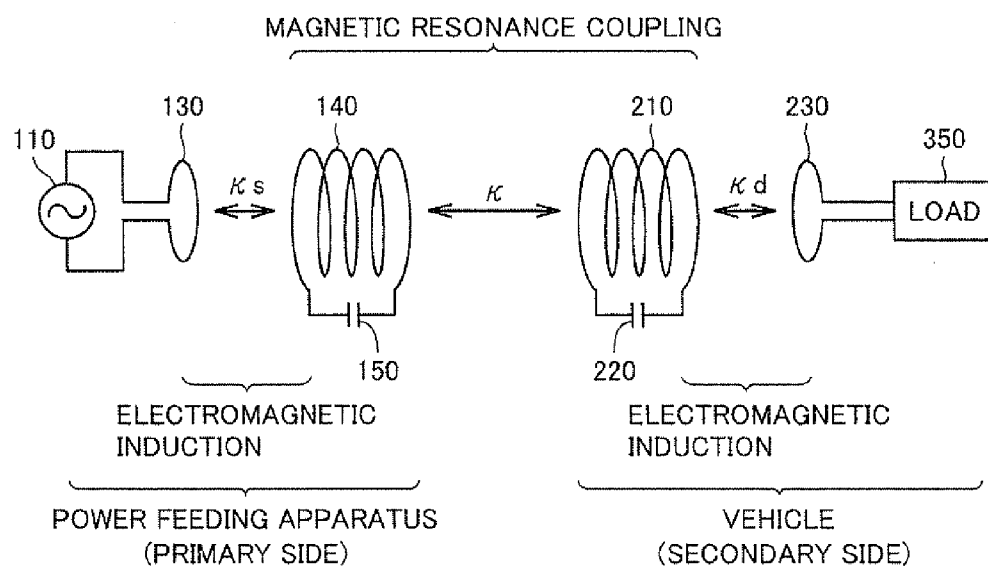 MAGNETIC RESONANCE COUPLING
130 140 210 230
110 350
κs κ κd
LOAD
150 220
ELECTROMAGNETIC INDUCTION
ELECTROMAGNETIC INDUCTION
POWER FEEDING APPARATUS
(PRIMARY SIDE)
VEHICLE
(SECONDARY SIDE)